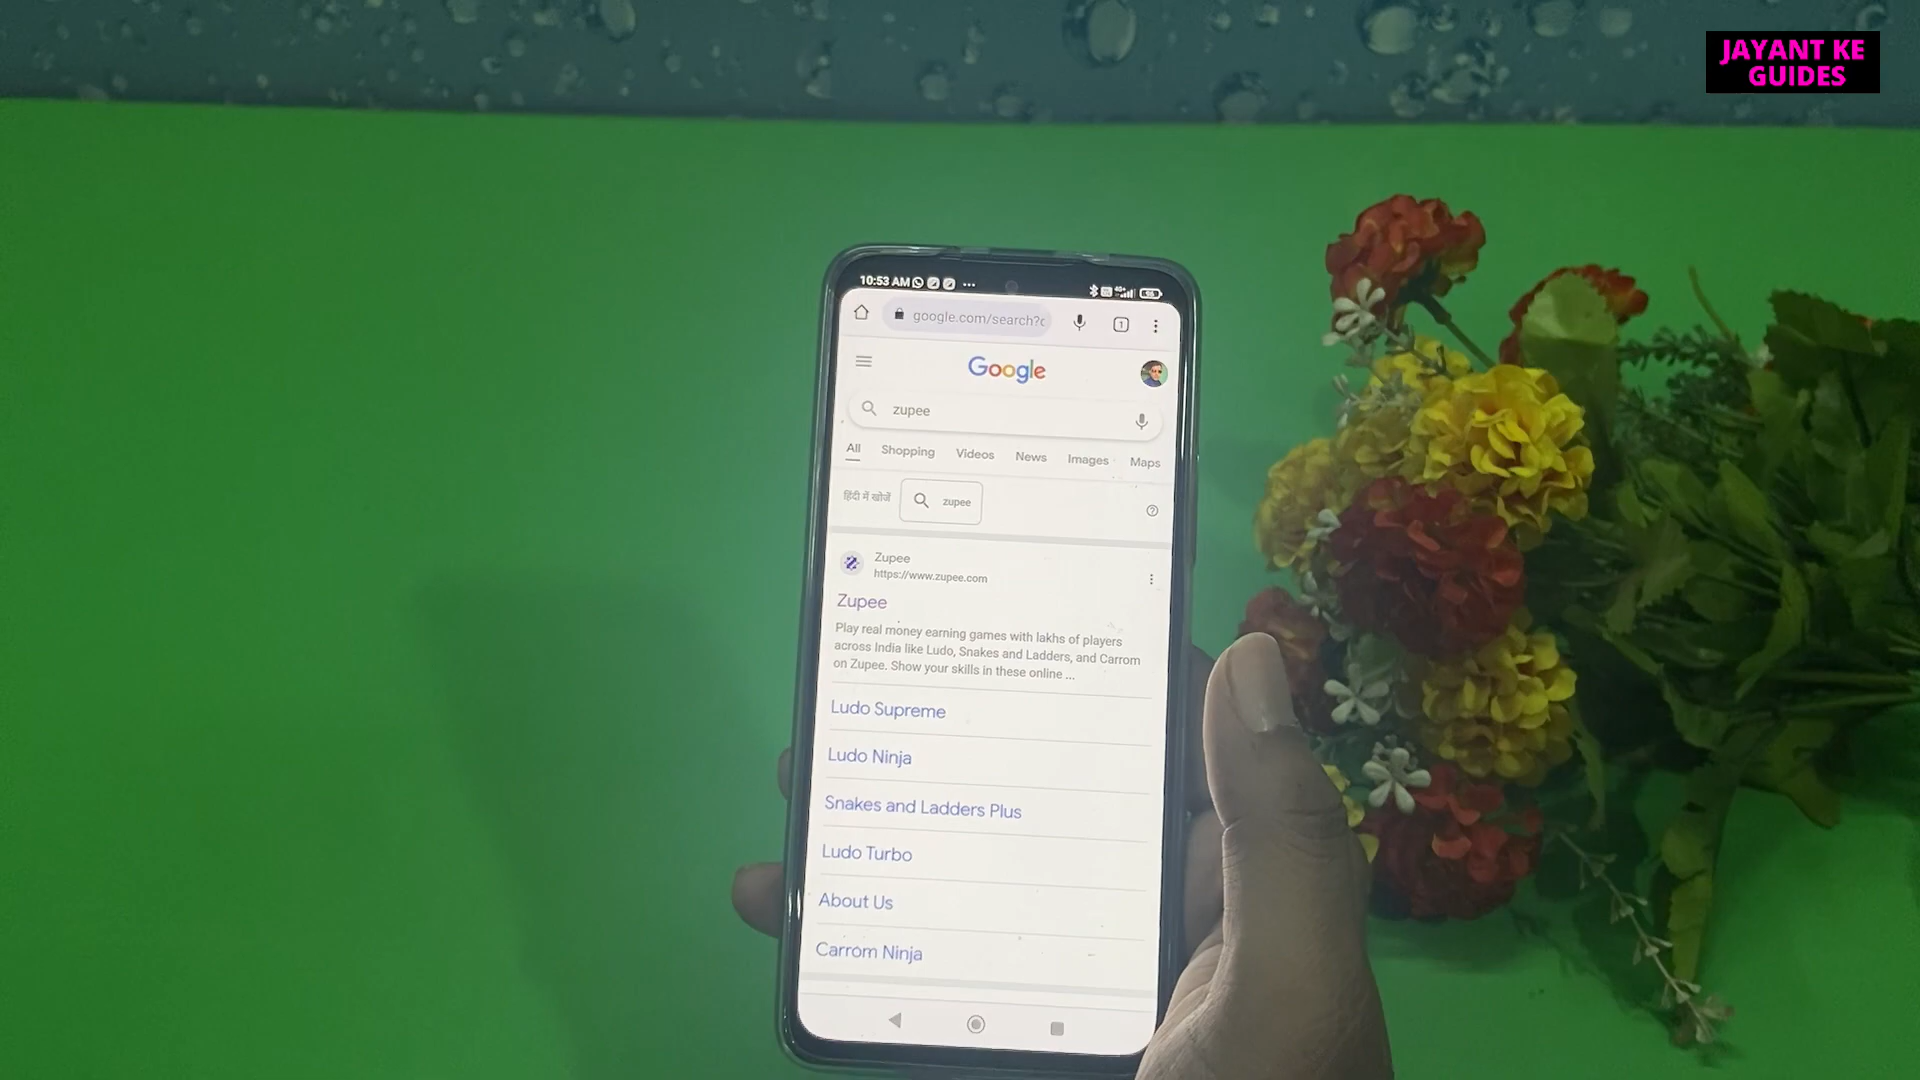 JAYANT KE
GUIDES
10:53 AM
google.com/search?c
1
Google
zupee
All Shopping Videos News Images Maps
हिंदी में खोजें zupee
Zupee
https://www.zupee.com
Zupee
Play real money earning games with lakhs of players
across India like Ludo, Snakes and Ladders, and Carrom
on Zupee. Show your skills in these online ...
Ludo Supreme
Ludo Ninja
Snakes and Ladders Plus
Ludo Turbo
About Us
Carrom Ninja